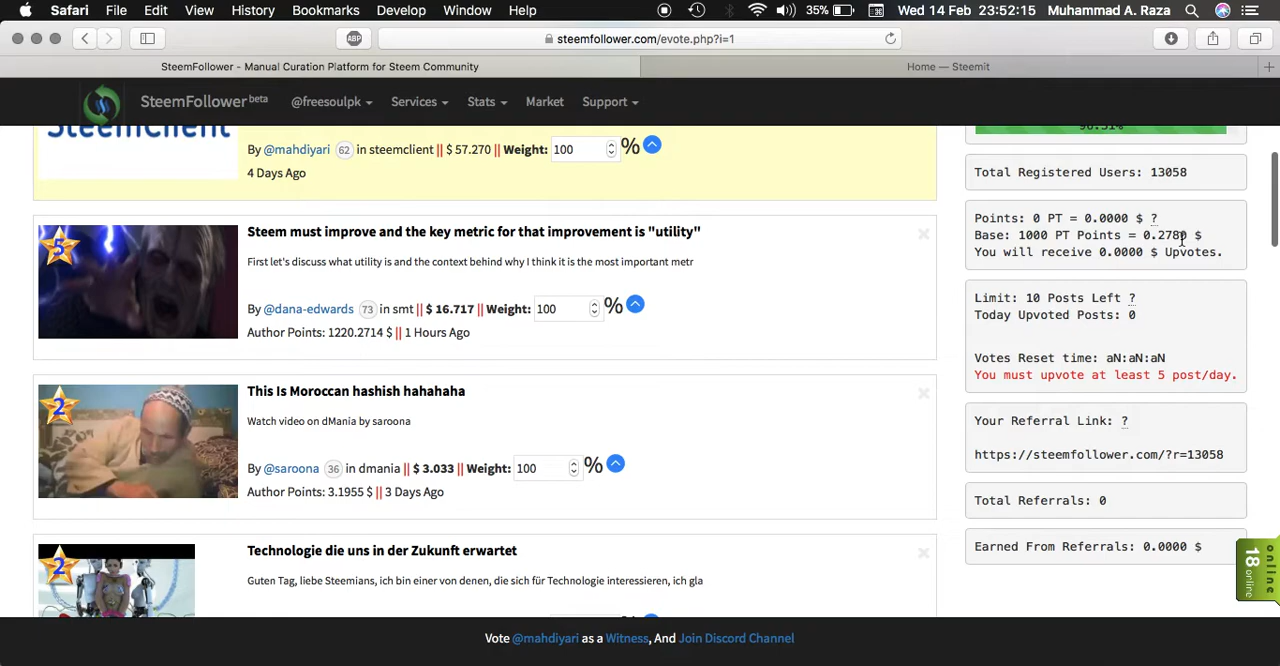 Safari File Edit View History Bookmarks Develop Window Help 35% Wed 14 Feb 23:52:15 Muhammad A. Raza
ABP steemfollower.com/evote.php?i=1
SteemFollower - Manual Curation Platform for Steem Community Home — Steemit
SteemFollower beta @freesoulpk Services Stats Market Support
SteemClient
By @mahdiyari 62 in steemclient || $ 57.270 || Weight: 100 %
4 Days Ago
5
Steem must improve and the key metric for that improvement is "utility"
First let's discuss what utility is and the context behind why I think it is the most important metr
By @dana-edwards 73 in smt || $ 16.717 || Weight: 100 %
Author Points: 1220.2714 $ || 1 Hours Ago
2
This Is Moroccan hashish hahahaha
Watch video on dMania by saroona
By @saroona 36 in dmania || $ 3.033 || Weight: 100 %
Author Points: 3.1955 $ || 3 Days Ago
2
Technologie die uns in der Zukunft erwartet
Guten Tag, liebe Steemians, ich bin einer von denen, die sich für Technologie interessieren, ich gla
Total Registered Users: 13058
Points: 0 PT = 0.0000 $ ?
Base: 1000 PT Points = 0.2780 $
You will receive 0.0000 $ Upvotes.
Limit: 10 Posts Left ?
Today Upvoted Posts: 0
Votes Reset time: aN:aN:aN
You must upvote at least 5 post/day.
Your Referral Link: ?
https://steemfollower.com/?r=13058
Total Referrals: 0
Earned From Referrals: 0.0000 $
18 online
Vote @mahdiyari as a Witness, And Join Discord Channel